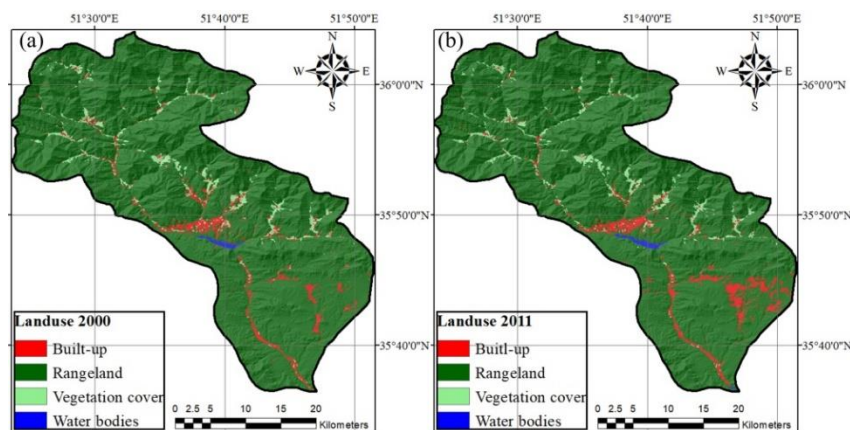 51°30'0"E 51°40'0"E 51°50'0"E
(a)
N
W E
S
36°0'0"N
35°50'0"N
35°40'0"N
Landuse 2000
Built-up
Rangeland
Vegetation cover
Water bodies
0 2.5 5 10 15 20
Kilometers
51°30'0"E 51°40'0"E 51°50'0"E
(b)
N
W E
S
36°0'0"N
35°50'0"N
35°40'0"N
Landuse 2011
Buitl-up
Rangeland
Vegetation cover
Water bodies
0 2.5 5 10 15 20
Kilometers